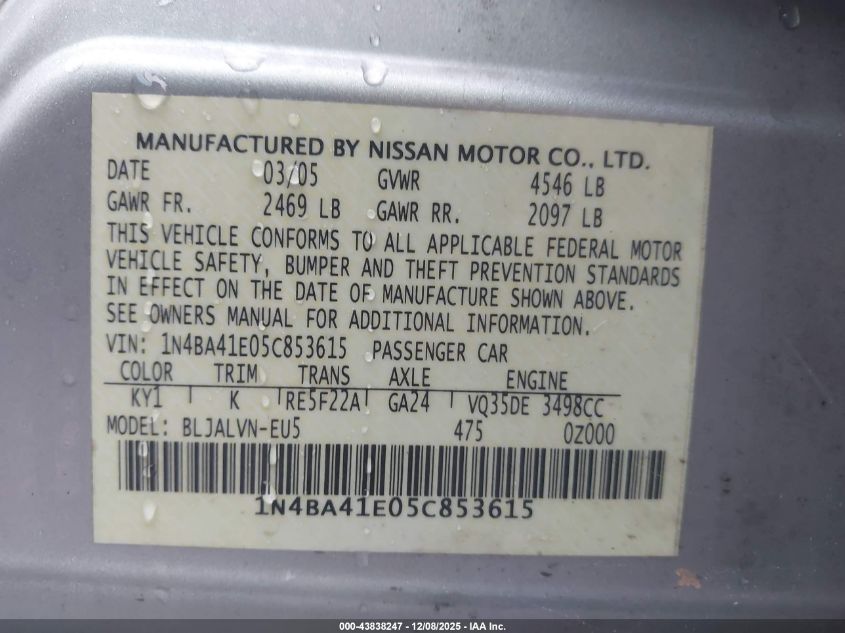 MANUFACTURED BY NISSAN MOTOR CO., LTD.
DATE 03/05 GVWR 4546 LB
GAWR FR. 2469 LB GAWR RR. 2097 LB
THIS VEHICLE CONFORMS TO ALL APPLICABLE FEDERAL MOTOR
VEHICLE SAFETY, BUMPER AND THEFT PREVENTION STANDARDS
IN EFFECT ON THE DATE OF MANUFACTURE SHOWN ABOVE.
SEE OWNERS MANUAL FOR ADDITIONAL INFORMATION.
VIN: 1N4BA41E05C853615 PASSENGER CAR
COLOR TRIM TRANS AXLE ENGINE
KY1 K RE5F22A GA24 VQ35DE 3498CC
MODEL: BLJALVN-EU5 475 0Z000
1N4BA41E05C853615
000-43838247 - 12/08/2025 - IAA Inc.